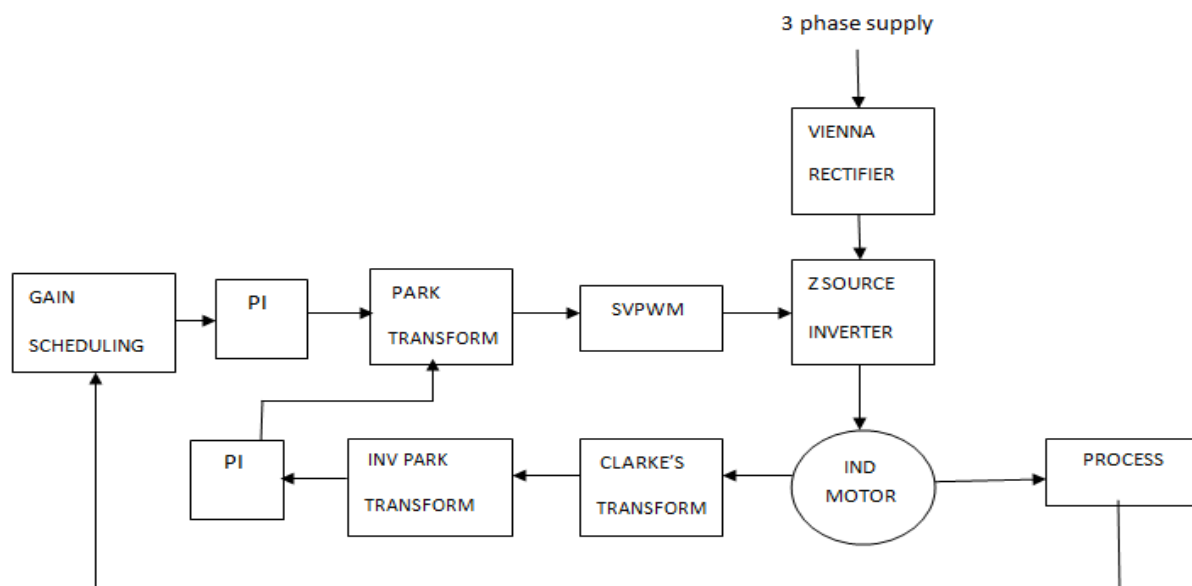 3 phase supply
VIENNA
RECTIFIER
GAIN
SCHEDULING
PI
PARK
TRANSFORM
SVPWM
Z SOURCE
INVERTER
PI
INV PARK
TRANSFORM
CLARKE'S
TRANSFORM
IND
MOTOR
PROCESS